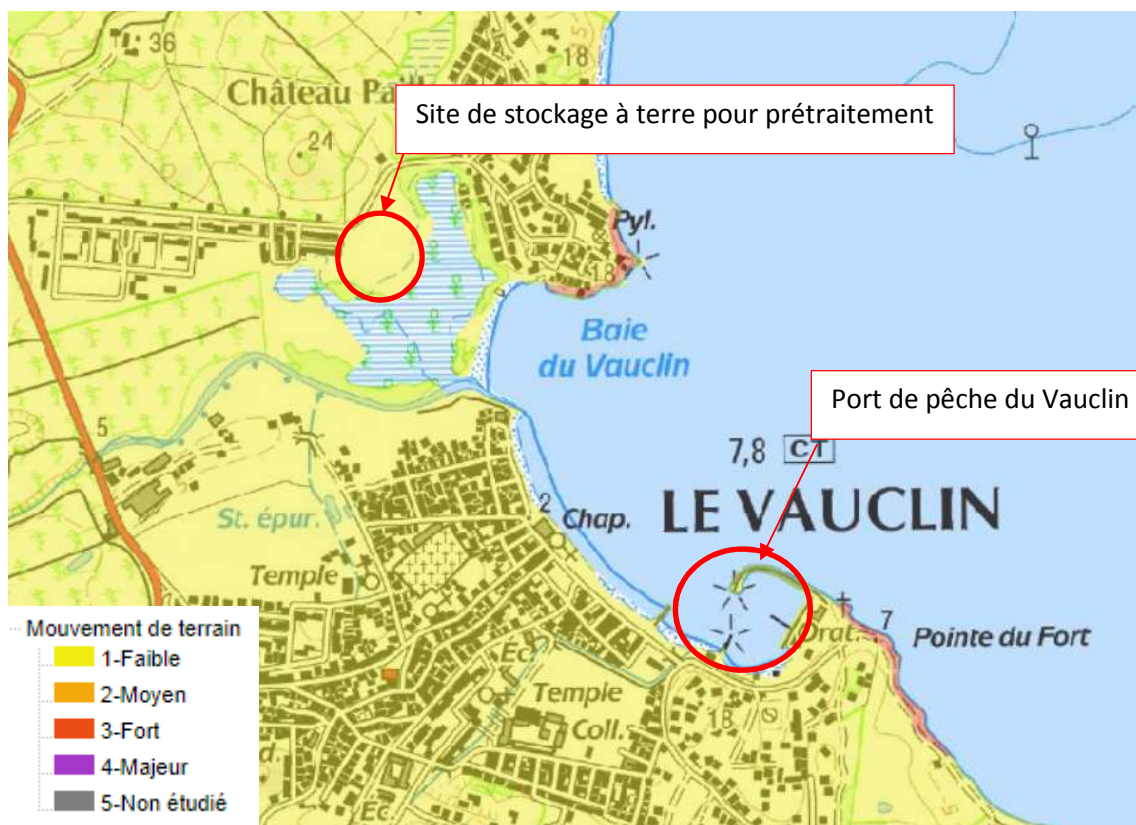 36
18
Château Pa
Site de stockage à terre pour prétraitement
24
Pyl.
18
Baie
du Vauclin
Port de pêche du Vauclin
5
7,8 CT
2
Chap.
LE VAUCLIN
St. épur.
Temple
Orat.
7
Pointe du Fort
Mouvement de terrain
1-Faible
2-Moyen
3-Fort
4-Majeur
5-Non étudié
Ec.
Temple
18
Coll.
d.
Ec.
5